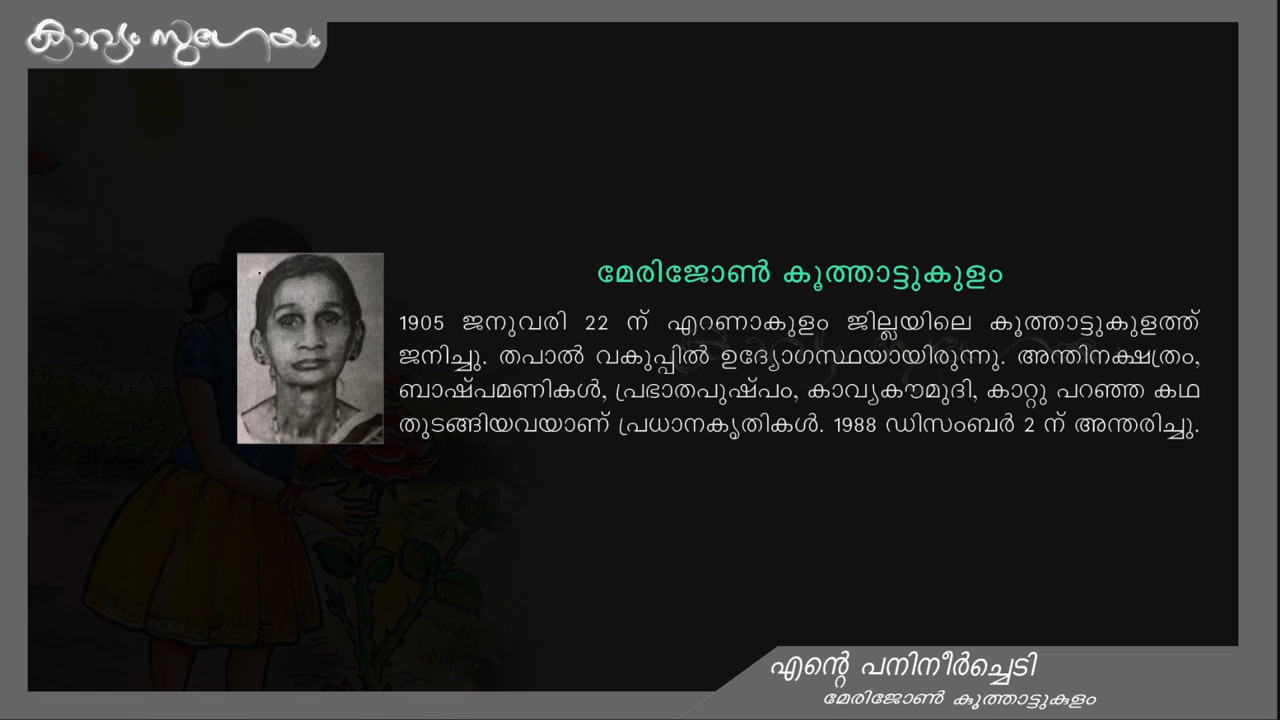 കാവ്യം സുഗേയം
മേരിജോൺ കൂത്താട്ടുകുളം
1905 ജനുവരി 22 ന് എറണാകുളം ജില്ലയിലെ കൂത്താട്ടുകുളത്ത്
ജനിച്ചു. തപാൽ വകുപ്പിൽ ഉദ്യോഗസ്ഥയായിരുന്നു. അന്തിനക്ഷത്രം,
ബാഷ്പമണികൾ, പ്രഭാതപുഷ്പം, കാവ്യകൗമുദി, കാറ്റു പറഞ്ഞ കഥ
തുടങ്ങിയവയാണ് പ്രധാനകൃതികൾ. 1988 ഡിസംബർ 2 ന് അന്തരിച്ചു.
എന്റെ പനിനീർച്ചെടി
മേരിജോൺ കൂത്താട്ടുകുളം